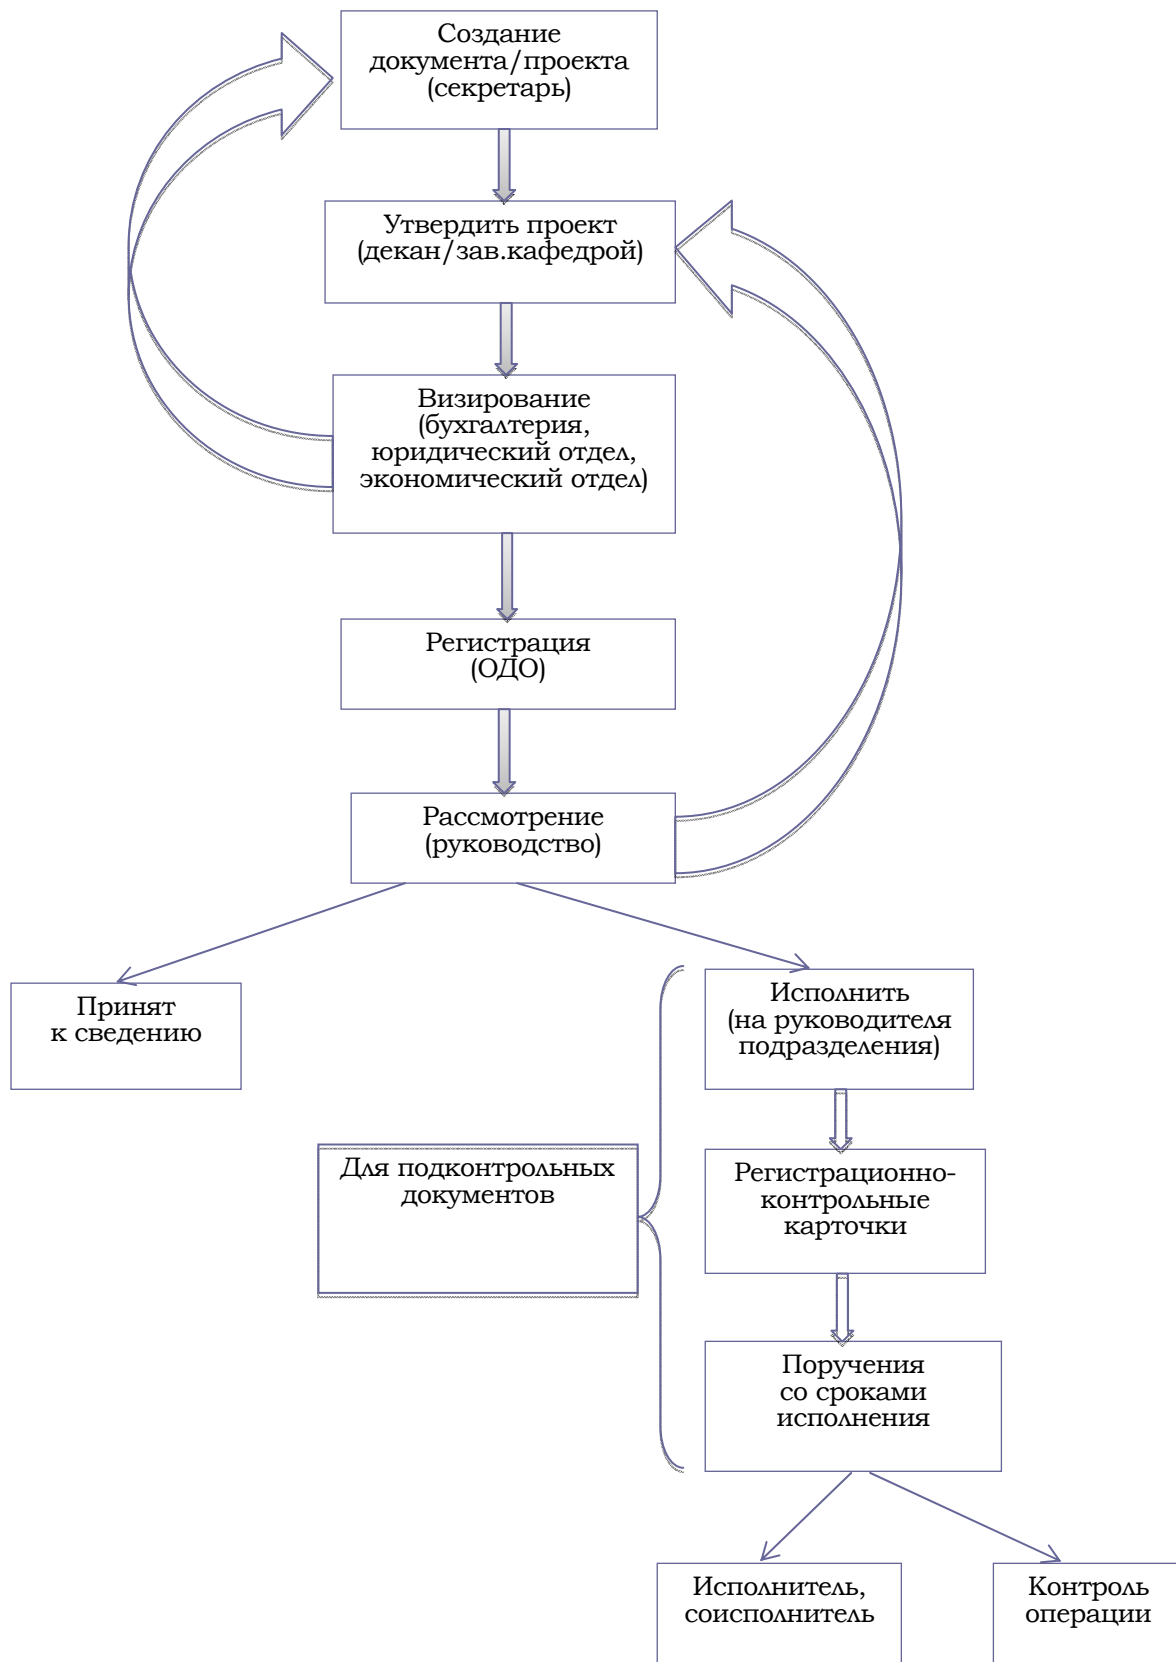 Создание
документа/проекта
(секретарь)
Утвердить проект
(декан/зав.кафедрой)
Визирование
(бухгалтерия,
юридический отдел,
экономический отдел)
Регистрация
(ОДО)
Рассмотрение
(руководство)
Принят
к сведению
Исполнить
(на руководителя
подразделения)
Для подконтрольных
документов
Регистрационно-
контрольные
карточки
Поручения
со сроками
исполнения
Исполнитель,
соисполнитель
Контроль
операции